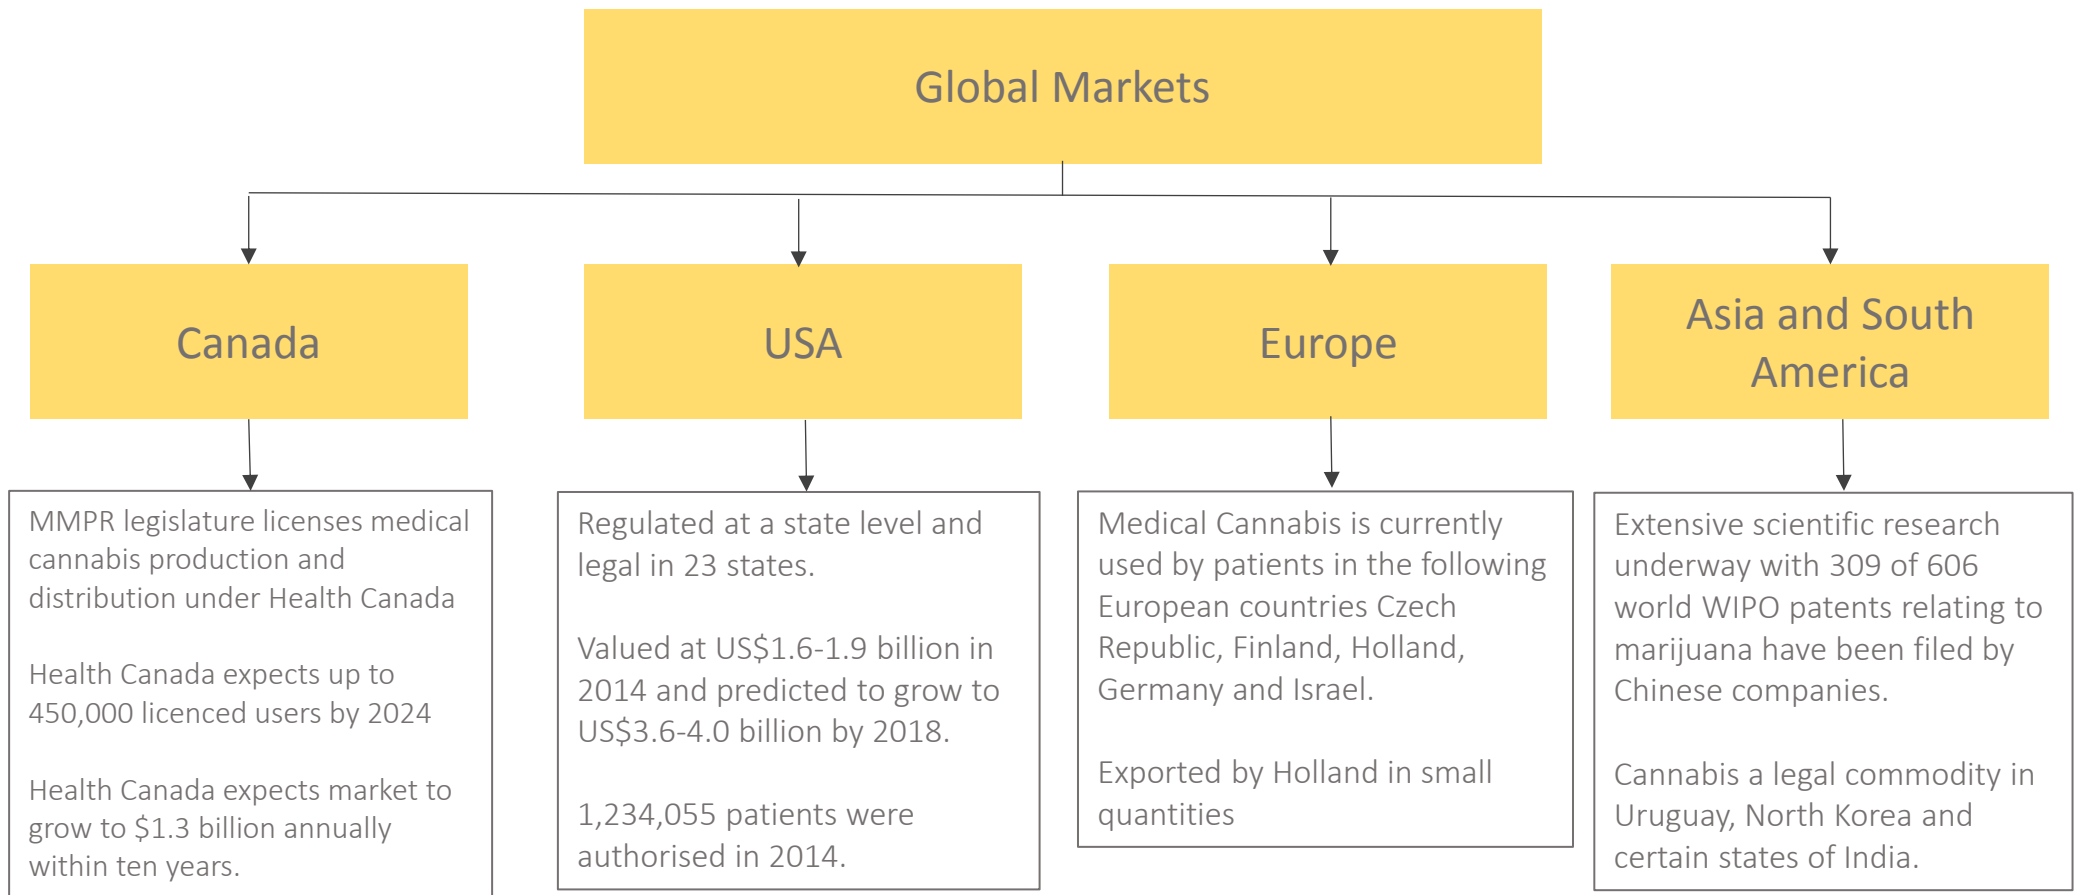 Global Markets
Canada
USA
Europe
Asia and South
America
MMPR legislature licenses medical
cannabis production and
distribution under Health Canada
Health Canada expects up to
450,000 licenced users by 2024
Health Canada expects market to
grow to $1.3 billion annually
within ten years.
Regulated at a state level and
legal in 23 states.
Valued at US$1.6-1.9 billion in
2014 and predicted to grow to
US$3.6-4.0 billion by 2018.
1,234,055 patients were
authorised in 2014.
Medical Cannabis is currently
used by patients in the following
European countries Czech
Republic, Finland, Holland,
Germany and Israel.
Exported by Holland in small
quantities
Extensive scientific research
underway with 309 of 606
world WIPO patents relating to
marijuana have been filed by
Chinese companies.
Cannabis a legal commodity in
Uruguay, North Korea and
certain states of India.